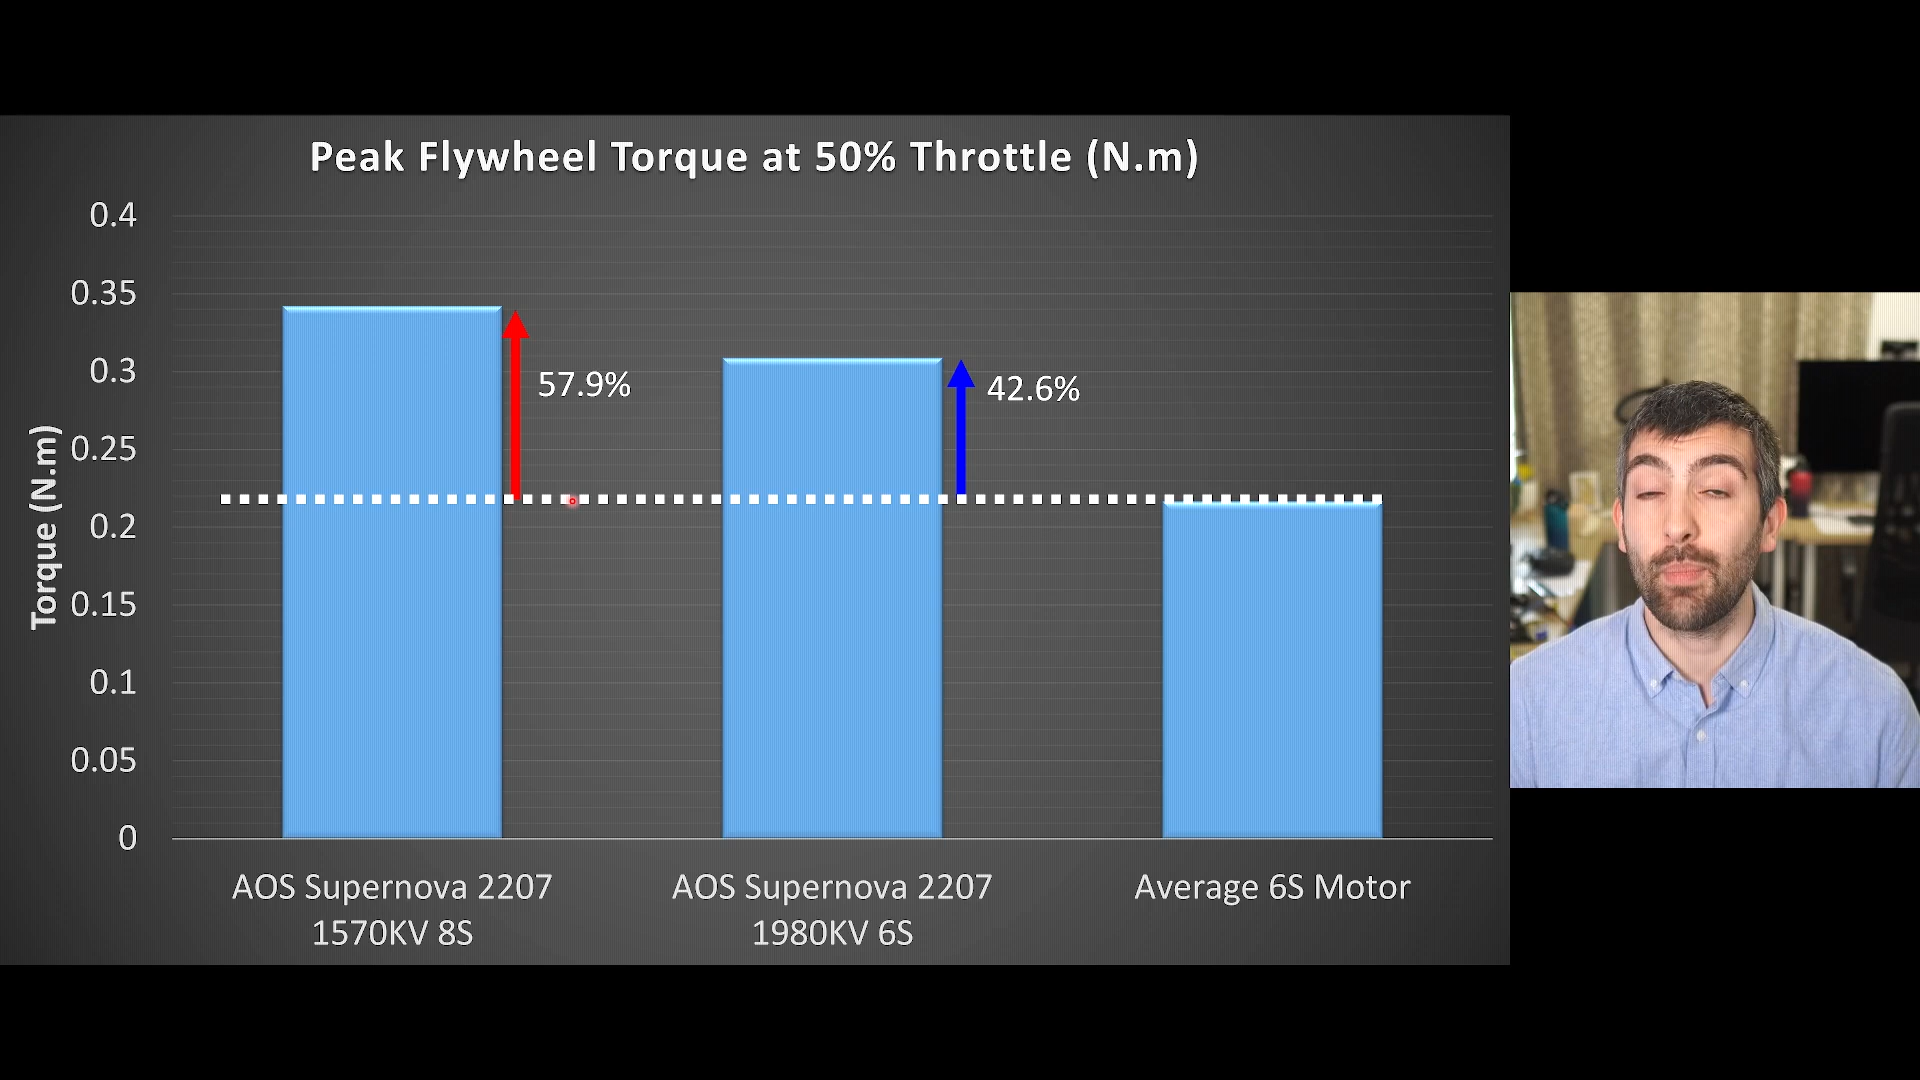 Peak Flywheel Torque at 50% Throttle (N.m)
Torque (N.m)
0.4
0.35
0.3
0.25
0.2
0.15
0.1
0.05
0
57.9%
42.6%
AOS Supernova 2207
1570KV 8S
AOS Supernova 2207
1980KV 6S
Average 6S Motor